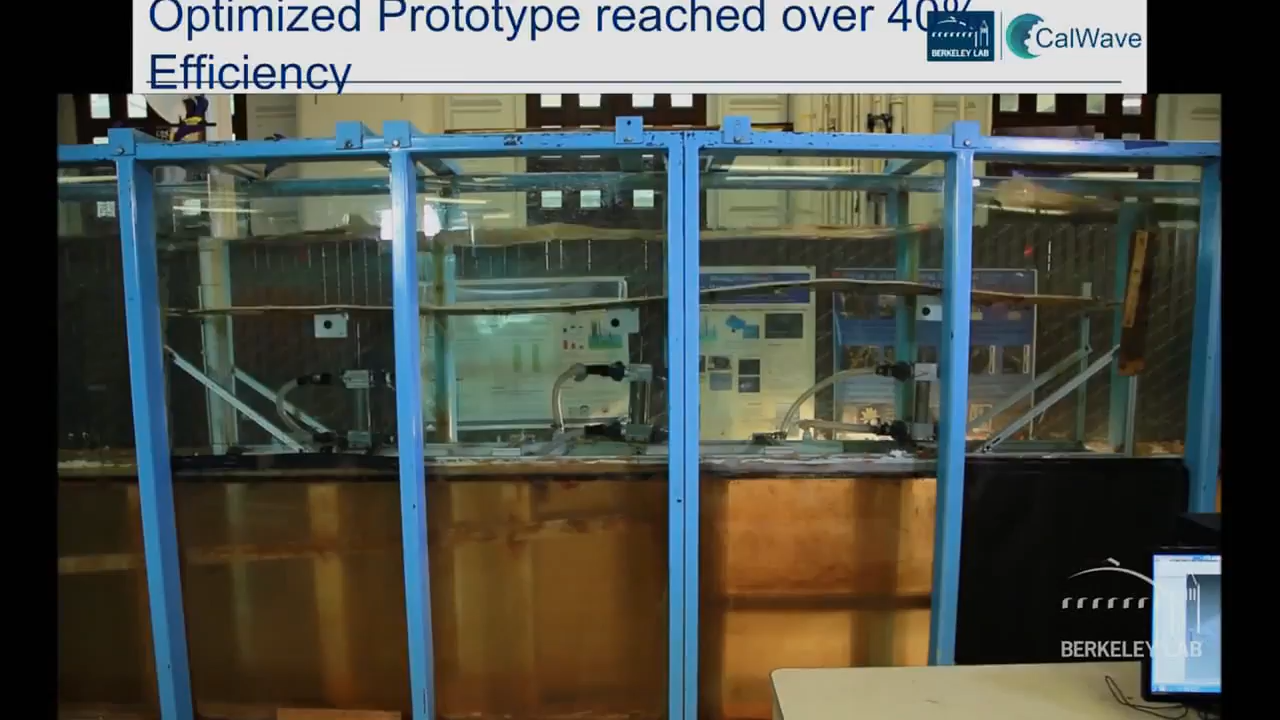 Optimized Prototype reached over 40%
Efficiency
BERKELEY LAB
CalWave
BERKELEY LAB